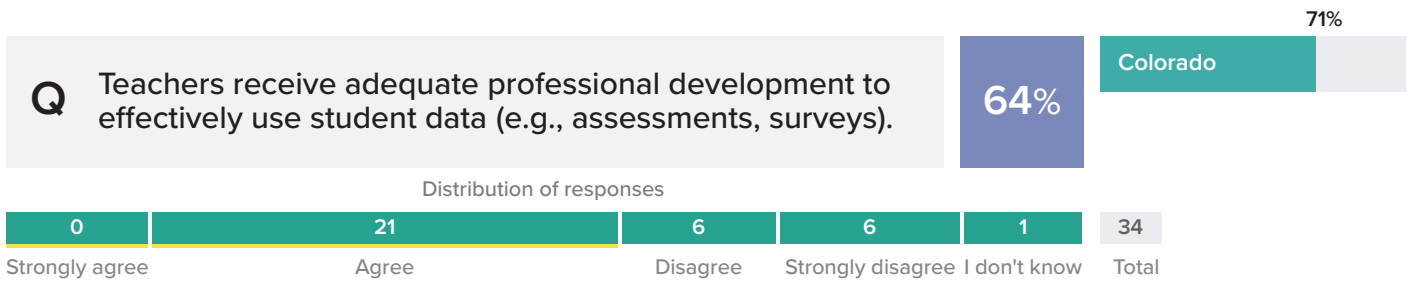 71%
Q
Teachers receive adequate professional development to
effectively use student data (e.g., assessments, surveys).
64%
Colorado
Distribution of responses
0 21 6 6 1 34
Strongly agree Agree Disagree Strongly disagree I don't know Total